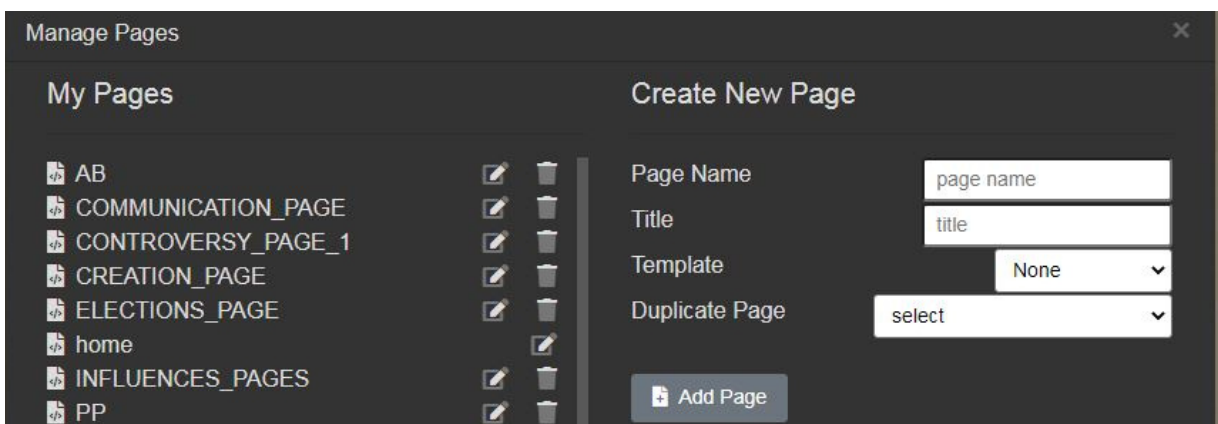 Manage Pages
My Pages
AB
COMMUNICATION_PAGE
CONTROVERSY_PAGE_1
CREATION_PAGE
ELECTIONS_PAGE
home
INFLUENCES_PAGES
PP
Create New Page
Page Name
page name
Title
title
Template
None
Duplicate Page
select
Add Page